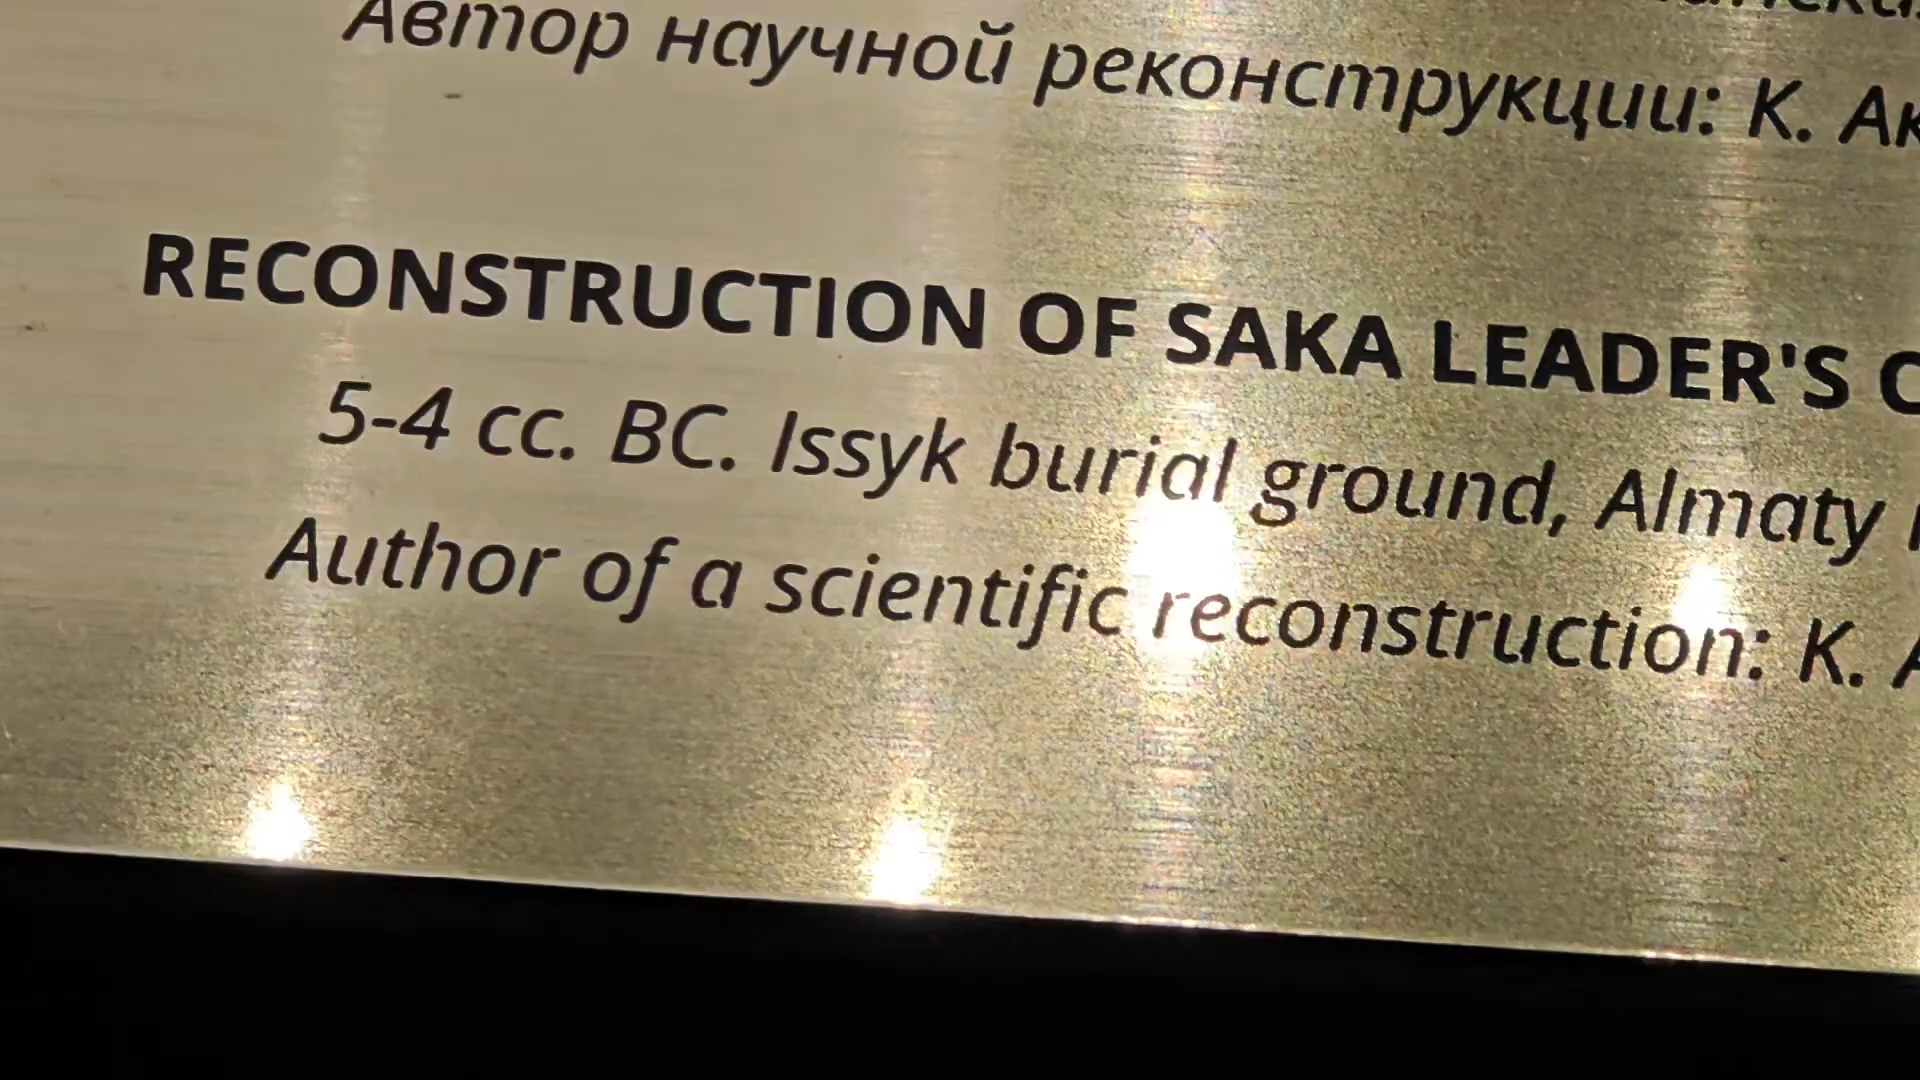 Автор научной реконструкции: К.
RECONSTRUCTION OF SAKA LEADER'S
5-4 cc. BC. Issyk burial ground, Almaty
Author of a scientific reconstruction: K.